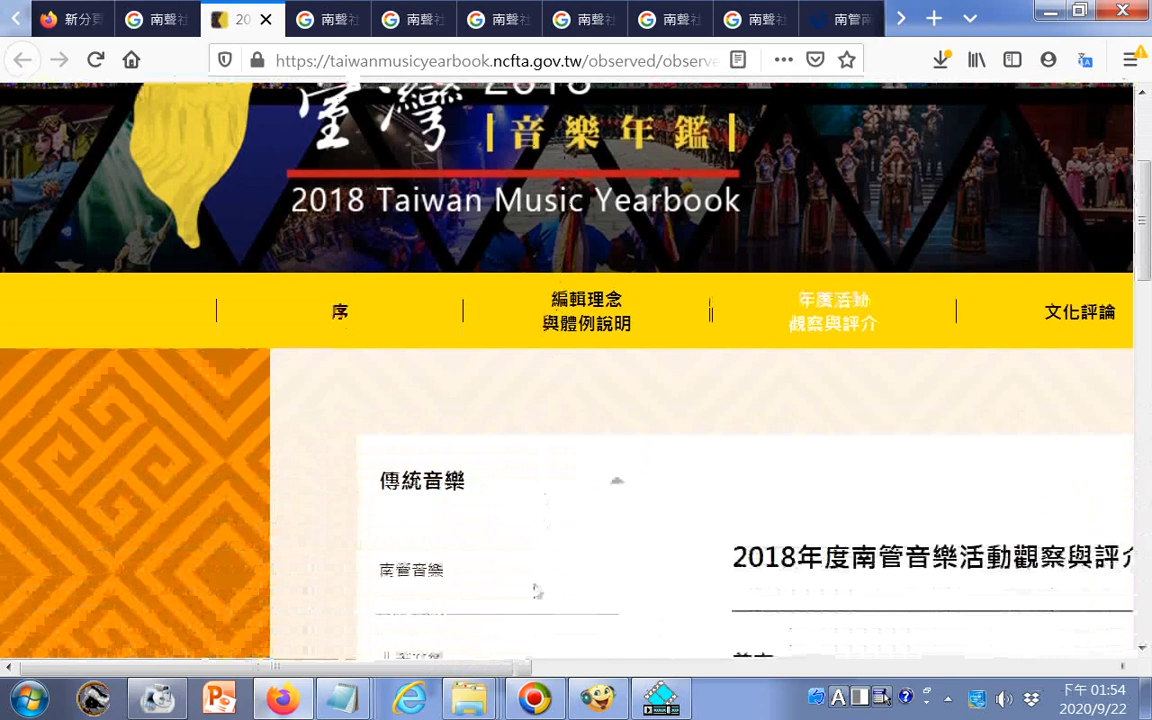 新分頁
南聲社
20
南聲社
南聲社
南聲社
南聲社
南聲社
南聲社
南管
https://taiwanmusicyearbook.ncfta.gov.tw/observed/observe
臺灣 2018
音樂年鑑
2018 Taiwan Music Yearbook
序
編輯理念
與體例說明
年度活動
觀察與評介
文化評論
傳統音樂
南管音樂
2018年度南管音樂活動觀察與評介
下午 01:54
2020/9/22